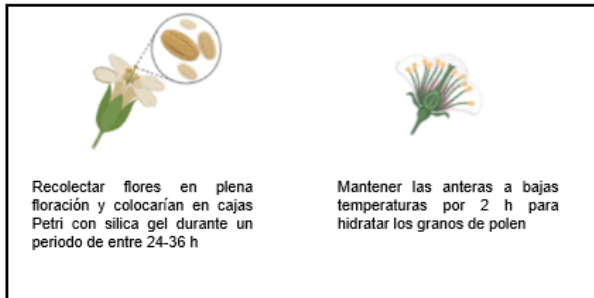 Recolectar flores en plena
floración y colocarían en cajas
Petri con silica gel durante un
periodo de entre 24-36 h
Mantener las anteras a bajas
temperaturas por 2 h para
hidratar los granos de polen